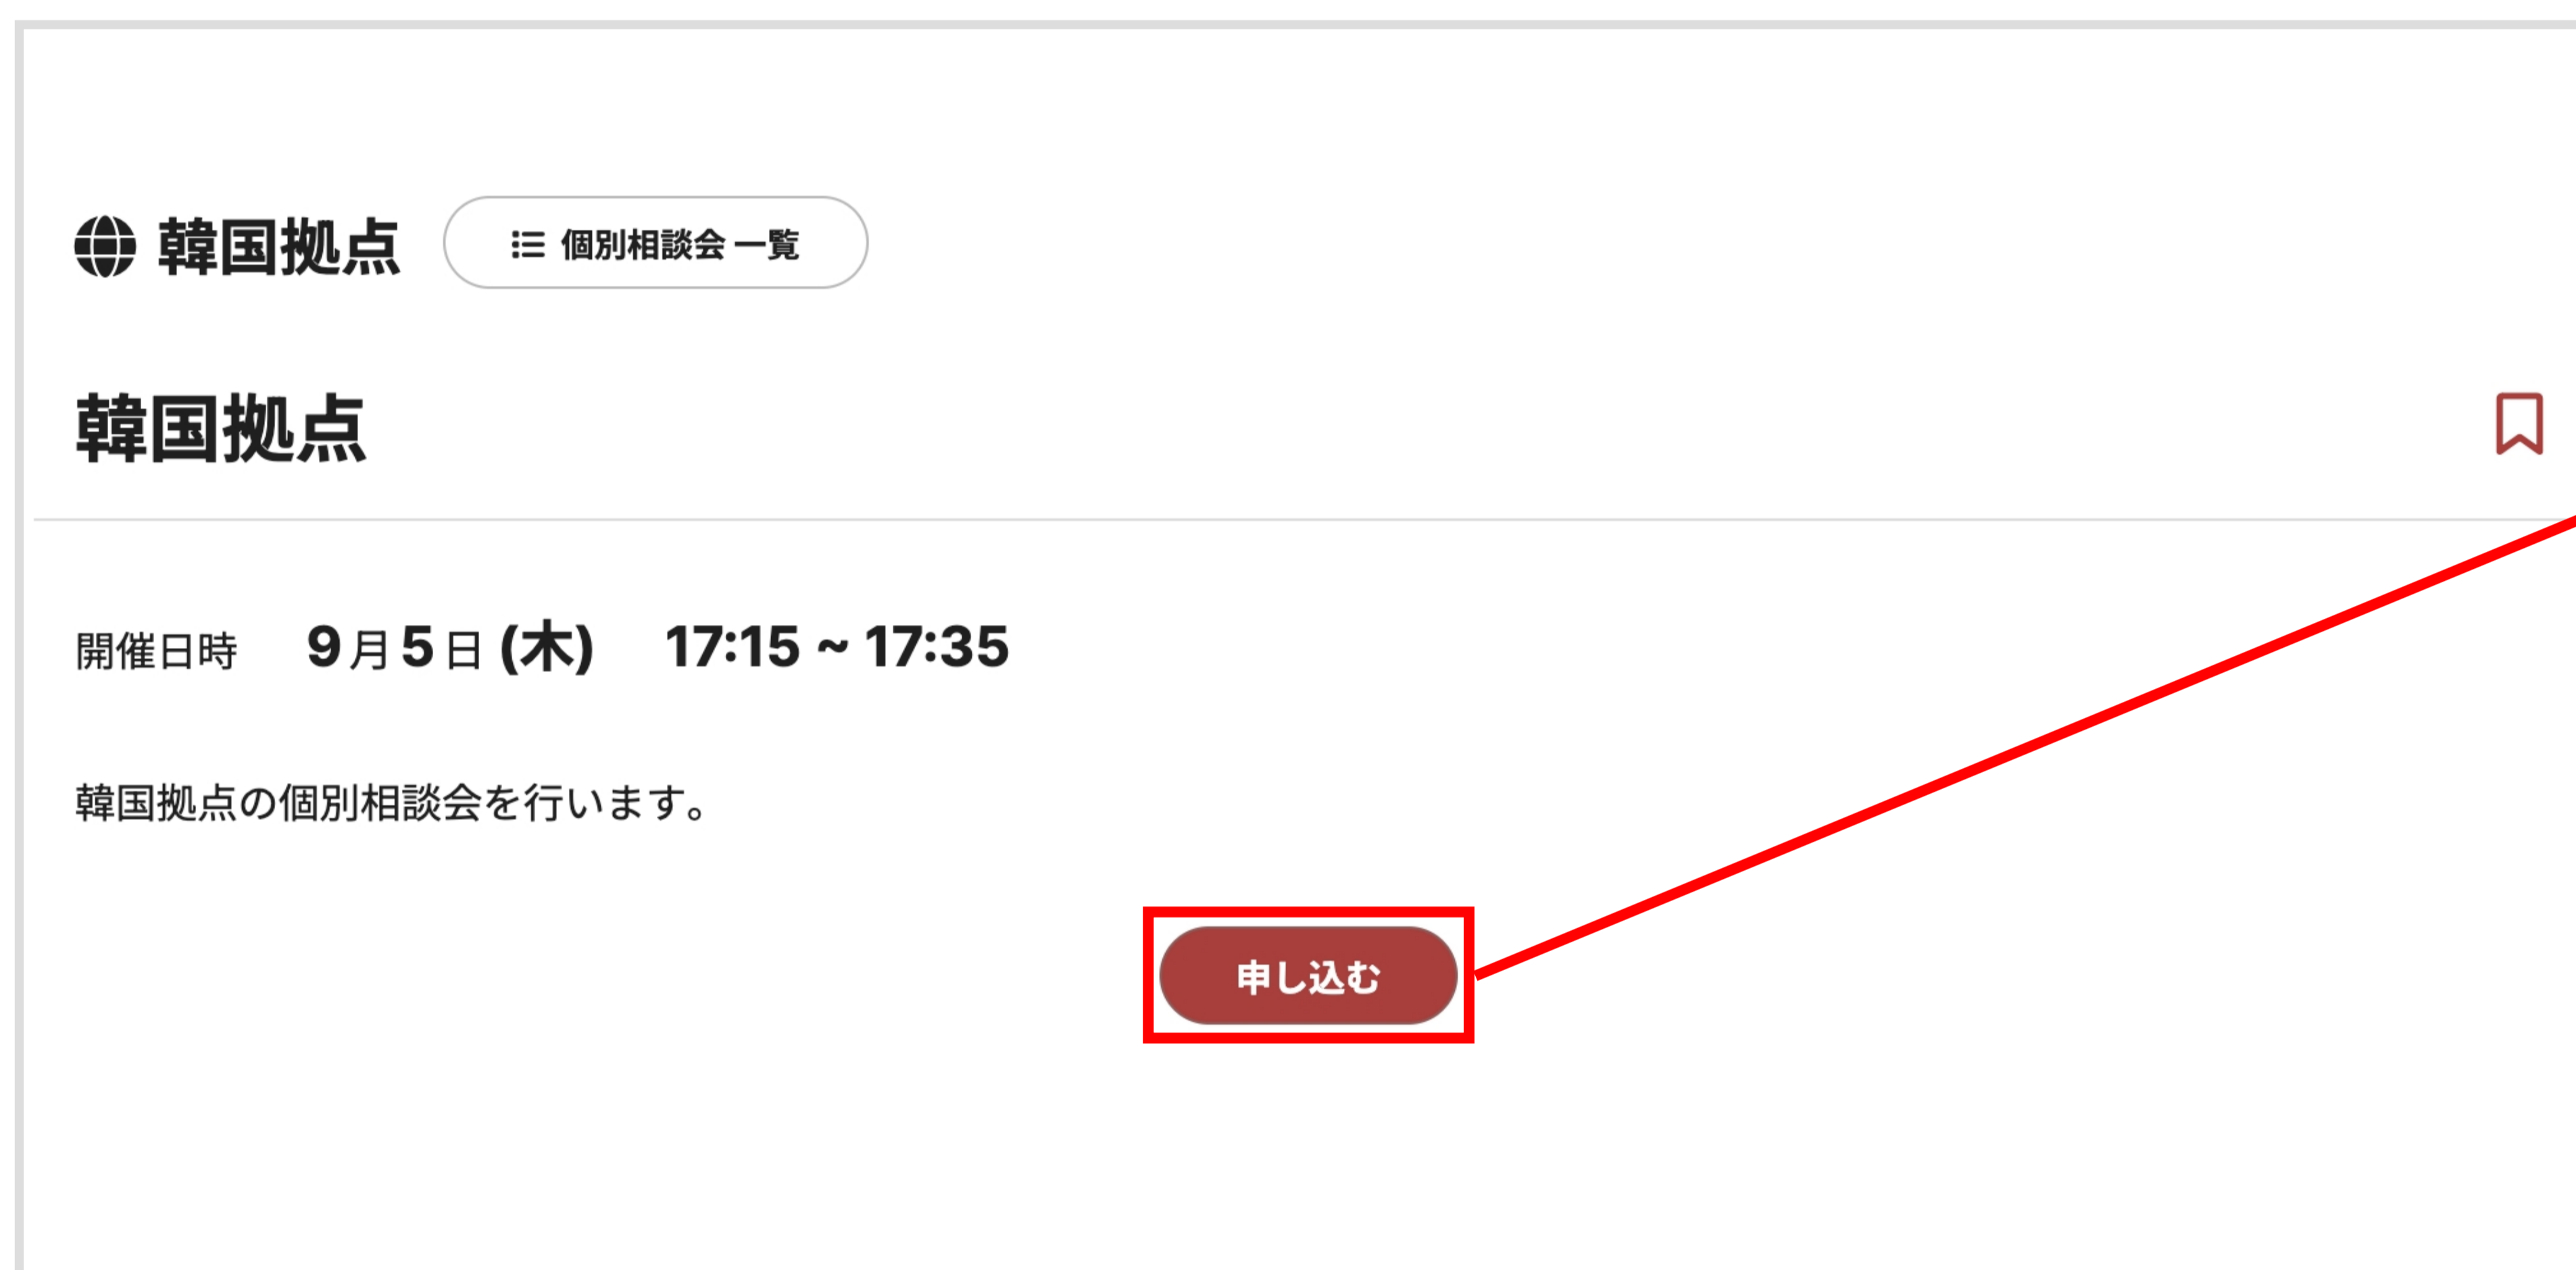 韓国拠点 個別相談会 一覧
韓国拠点
開催日時 9月5日 (木) 17:15 ~ 17:35
韓国拠点の個別相談会を行います。
申し込む